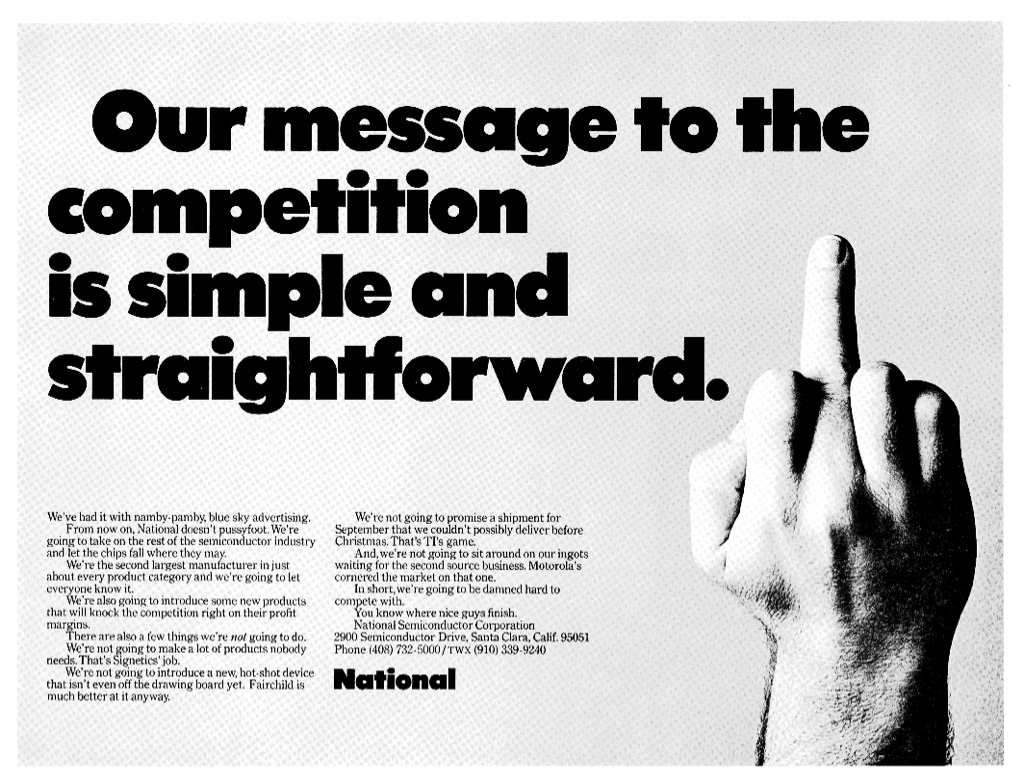 Our message to the
competition
is simple and
straightforward.
We've had it with namby-pamby, blue sky advertising.
From now on, National doesn't pussyfoot. We're
going to take on the rest of the semiconductor industry
and let the chips fall where they may.
We're the second largest manufacturer in just
about every product category and we're going to let
everyone know it.
We're also going to introduce some new products
that will knock the competition right on their profit
margins.
There are also a few things we're not going to do.
We're not going to make a lot of products nobody
needs. That's Signetics' job.
We're not going to introduce a new, hot-shot device
that isn't even off the drawing board yet. Fairchild is
much better at it anyway.
We're not going to promise a shipment for
September that we couldn't possibly deliver before
Christmas. That's TI's game.
And, we're not going to sit around on our ingots
waiting for the second source business. Motorola's
cornered the market on that one.
In short, we're going to be damned hard to
compete with.
You know where nice guys finish.
National Semiconductor Corporation
2900 Semiconductor Drive, Santa Clara, Calif. 95051
Phone (408) 732-5000/TWX (910) 339-9240
National